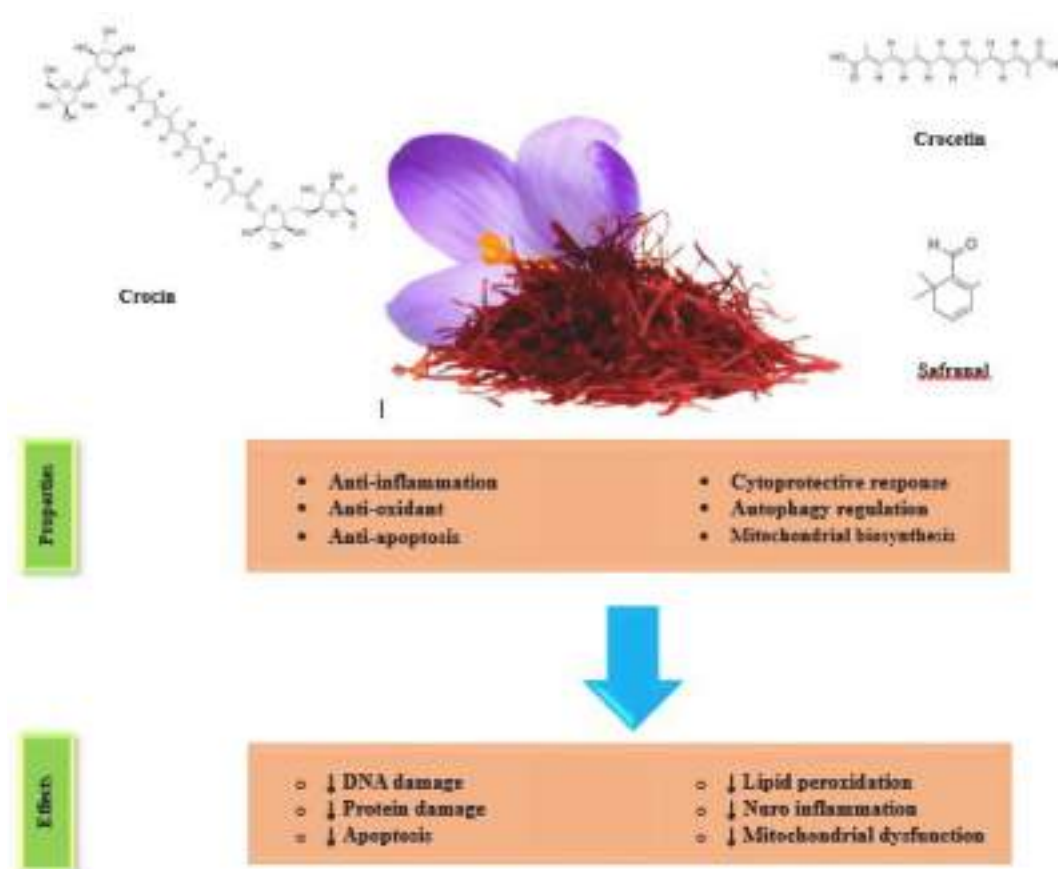 Crocetin
Crocin
Safranal
Properties
• Anti-inflammation
• Anti-oxidant
• Anti-apoptosis
• Cytoprotective response
• Autophagy regulation
• Mitochondrial biosynthesis
Effects
o ↓ DNA damage
o ↓ Protein damage
o ↓ Apoptosis
o ↓ Lipid peroxidation
o ↓ Nuro inflammation
o ↓ Mitochondrial dysfunction